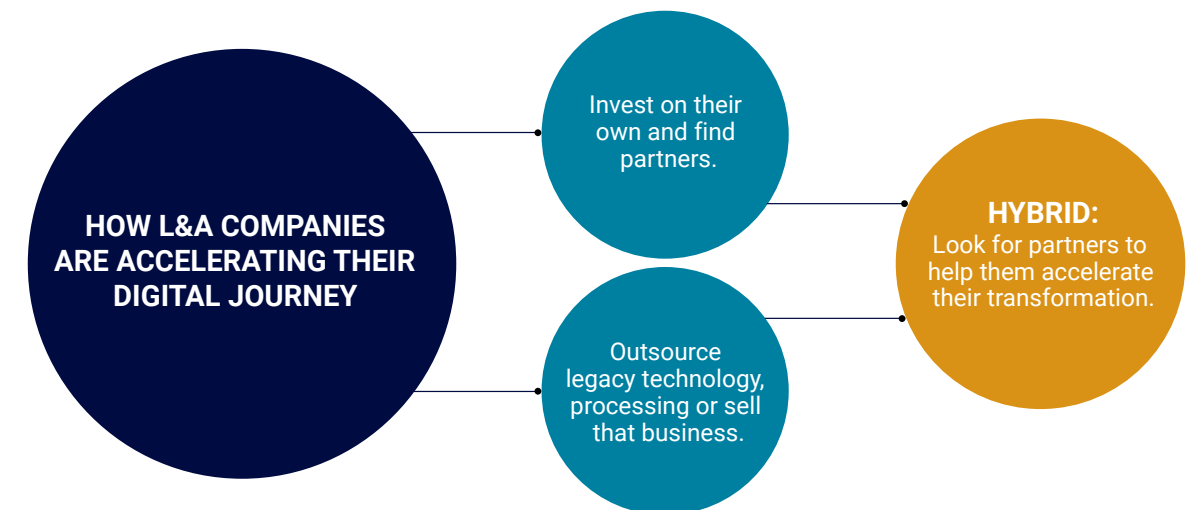 HOW L&A COMPANIES
ARE ACCELERATING THEIR
DIGITAL JOURNEY
Invest on their
own and find
partners.
Outsource
legacy technology,
processing or sell
that business.
HYBRID:
Look for partners to
help them accelerate
their transformation.